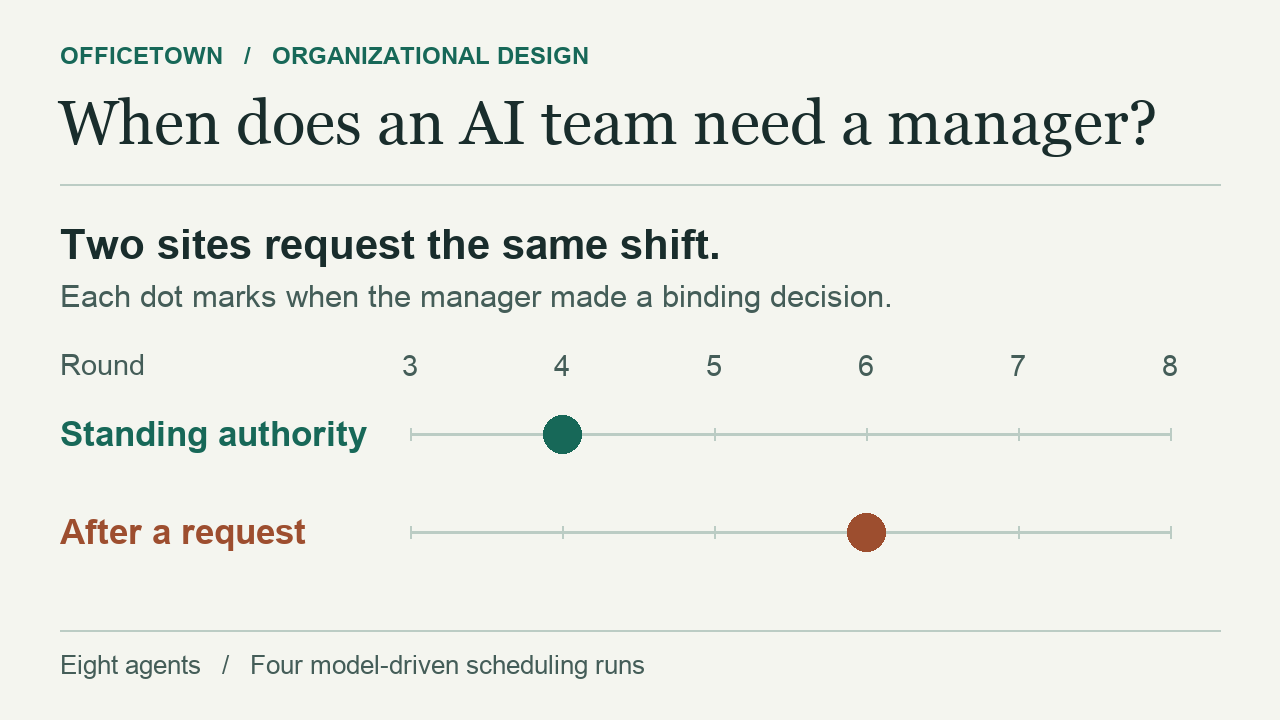 OFFICETOWN / ORGANIZATIONAL DESIGN
When does an AI team need a manager?
Two sites request the same shift.
Each dot marks when the manager made a binding decision.
Round 3 4 5 6 7 8
Standing authority
After a request
Eight agents / Four model-driven scheduling runs